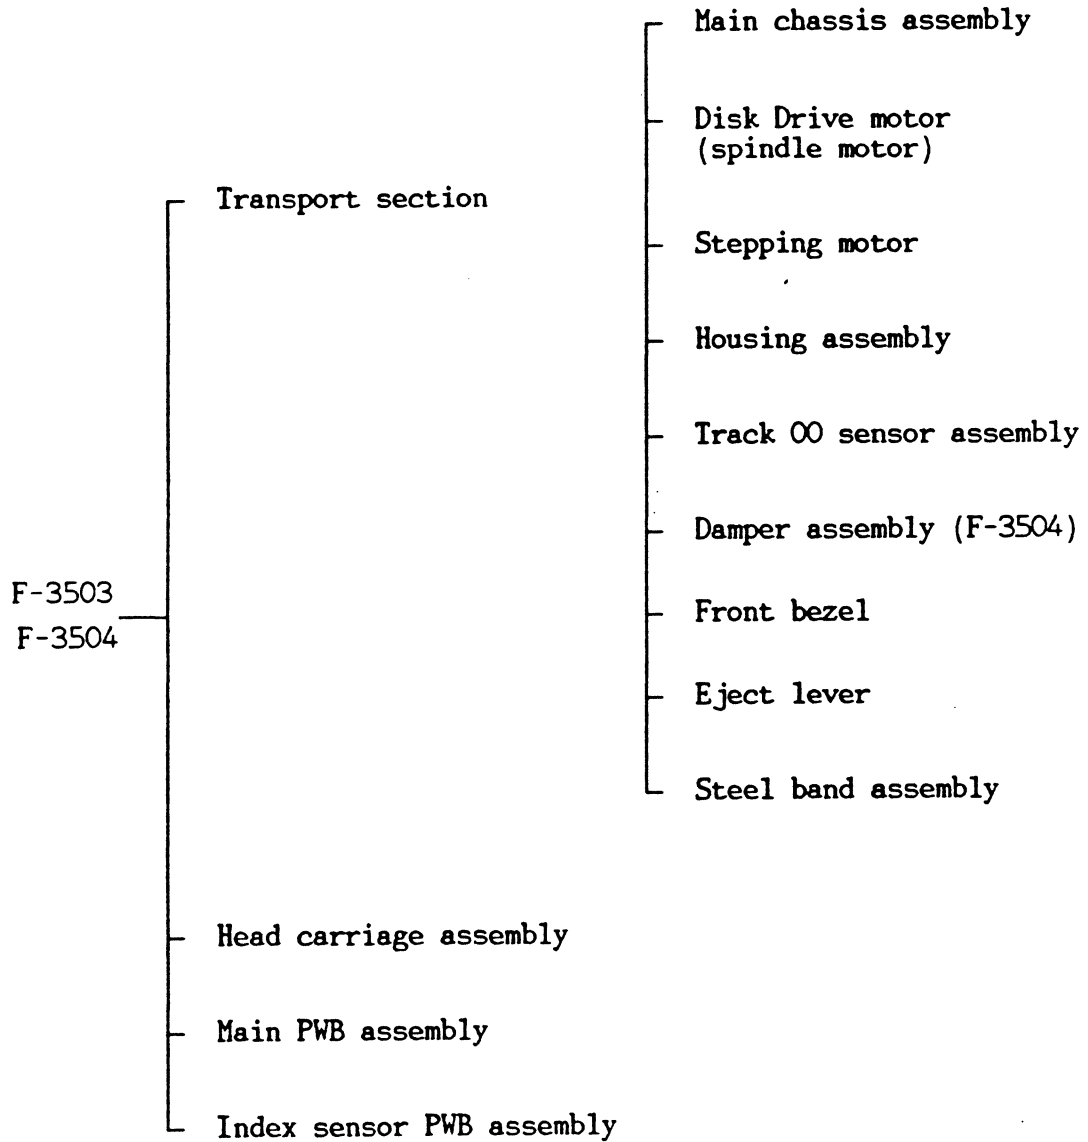 F-3503
F-3504
Transport section
Main chassis assembly
Disk Drive motor
(spindle motor)
Stepping motor
Housing assembly
Track 00 sensor assembly
Damper assembly (F-3504)
Front bezel
Eject lever
Steel band assembly
Head carriage assembly
Main PWB assembly
Index sensor PWB assembly